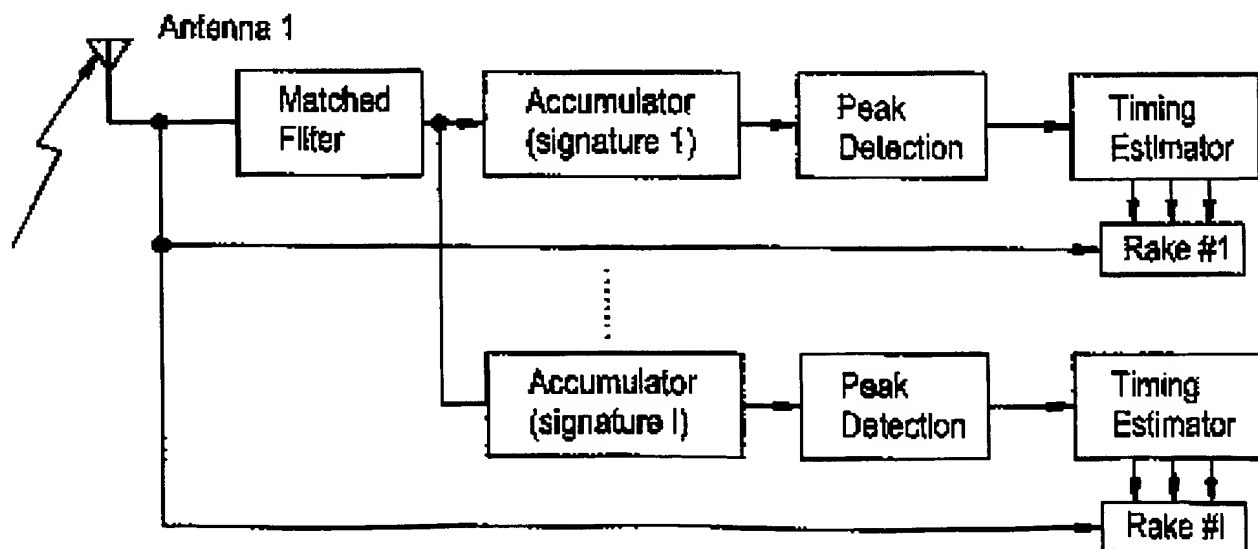 Antenna 1
Matched
Filter
Accumulator
(signature 1)
Peak
Detection
Timing
Estimator
Rake #1
Accumulator
(signature I)
Peak
Detection
Timing
Estimator
Rake #I